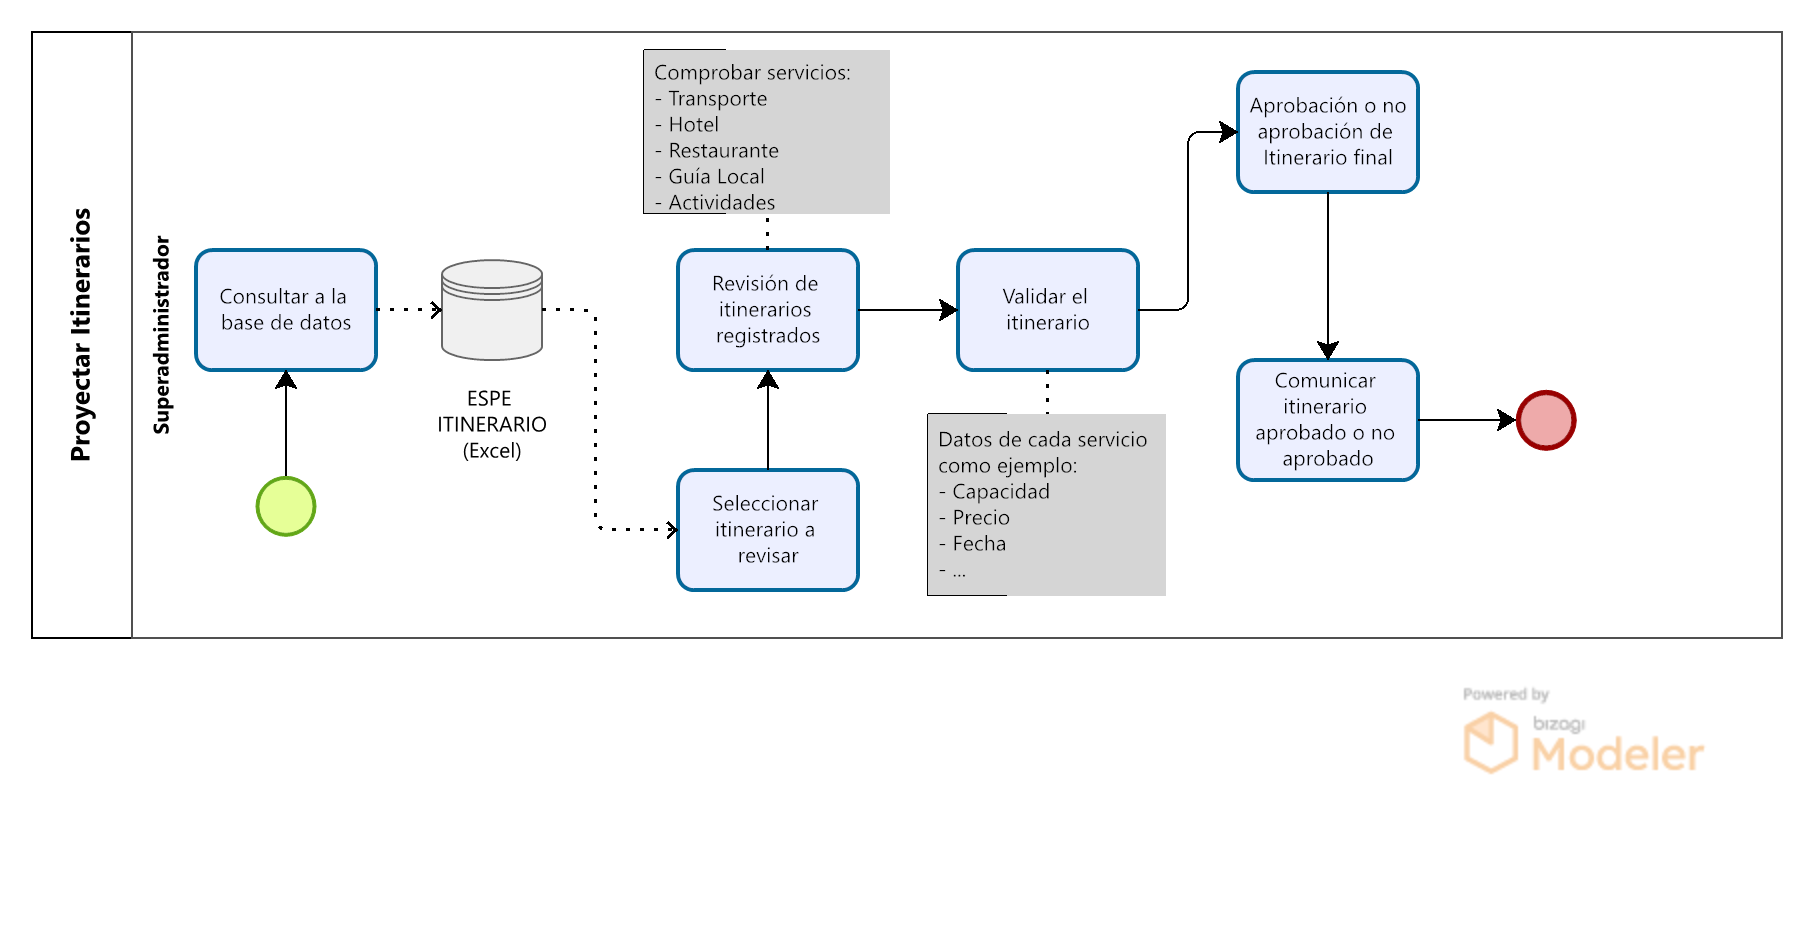 Proyectar Itinerarios
Superadministrador
Consultar a la
base de datos
ESPE
ITINERARIO
(Excel)
Comprobar servicios:
- Transporte
- Hotel
- Restaurante
- Guía Local
- Actividades
Revisión de
itinerarios
registrados
Seleccionar
itinerario a
revisar
Validar el
itinerario
Datos de cada servicio
como ejemplo:
- Capacidad
- Precio
- Fecha
- ...
Aprobación o no
aprobación de
Itinerario final
Comunicar
itinerario
aprobado o no
aprobado
Powered by
bizagi
Modeler